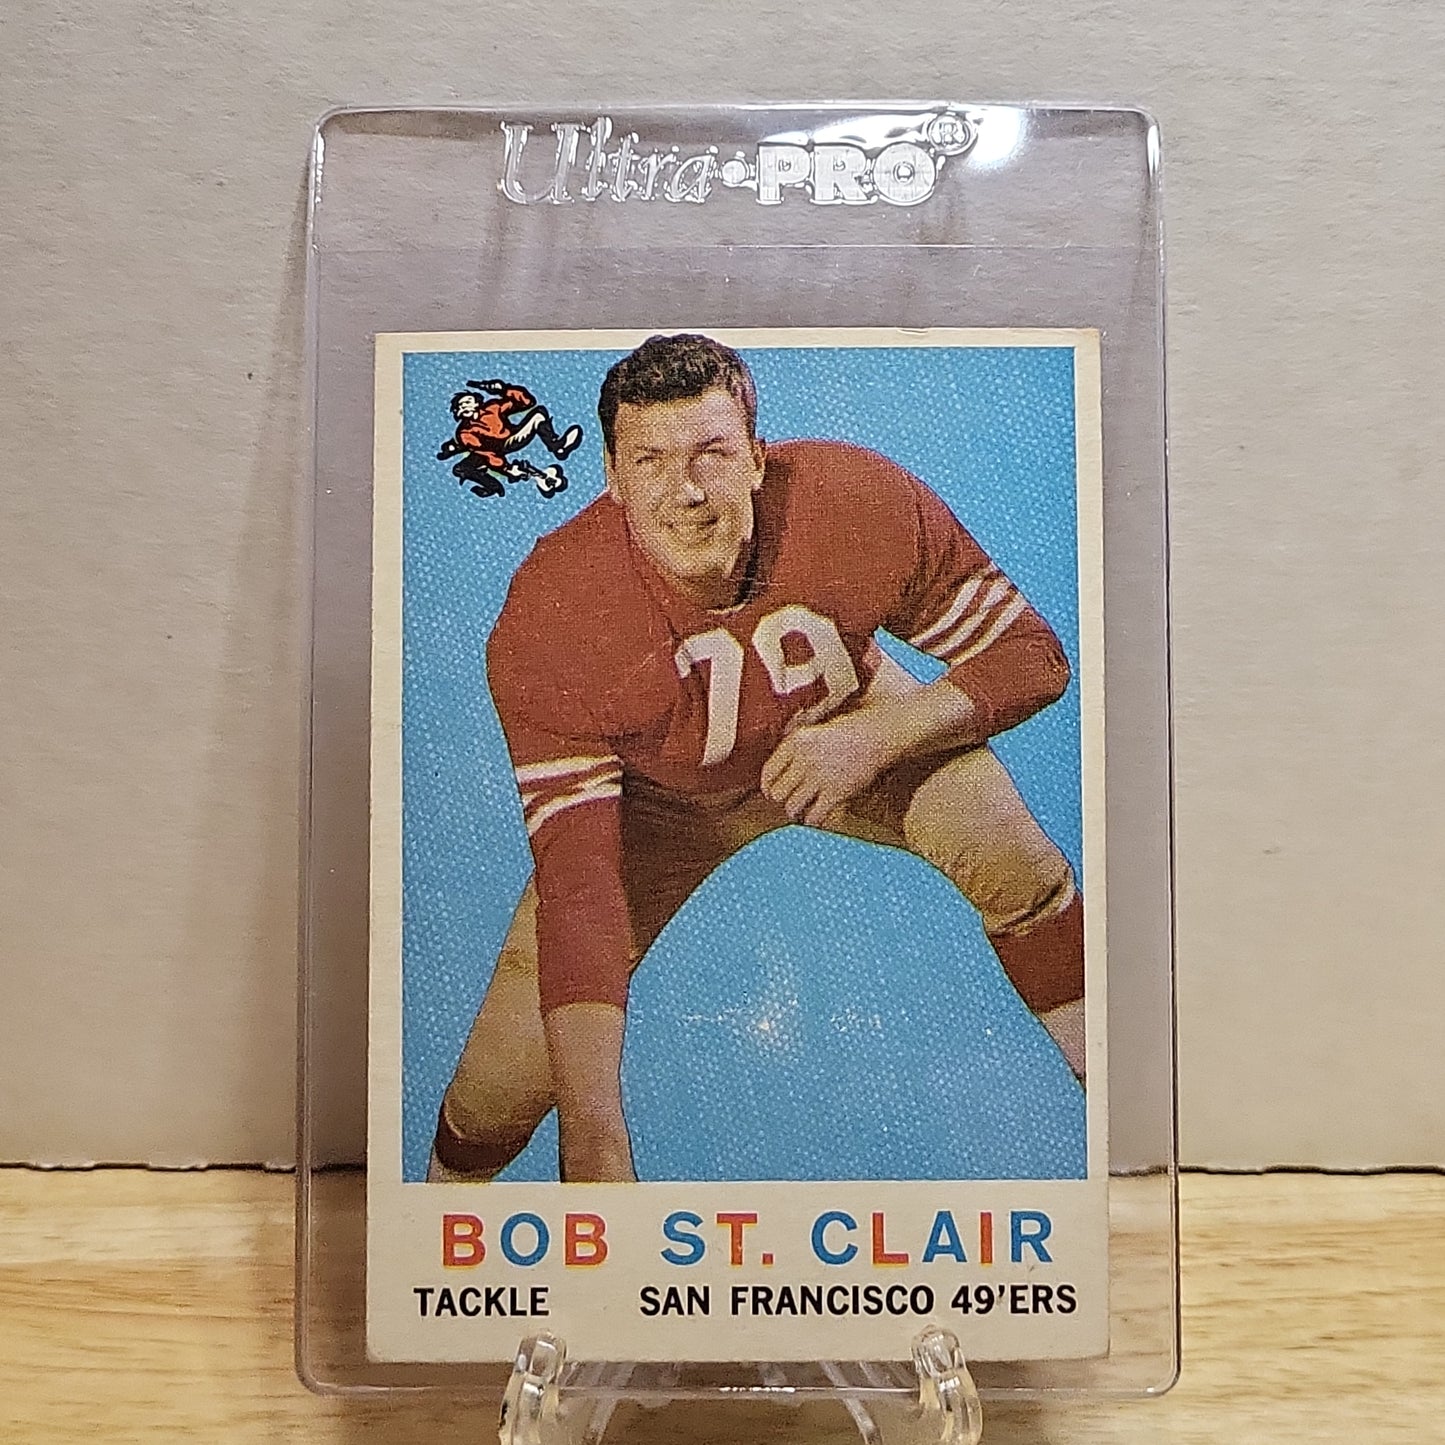 Ultra•PRO®
79
BOB ST. CLAIR
TACKLE SAN FRANCISCO 49'ERS